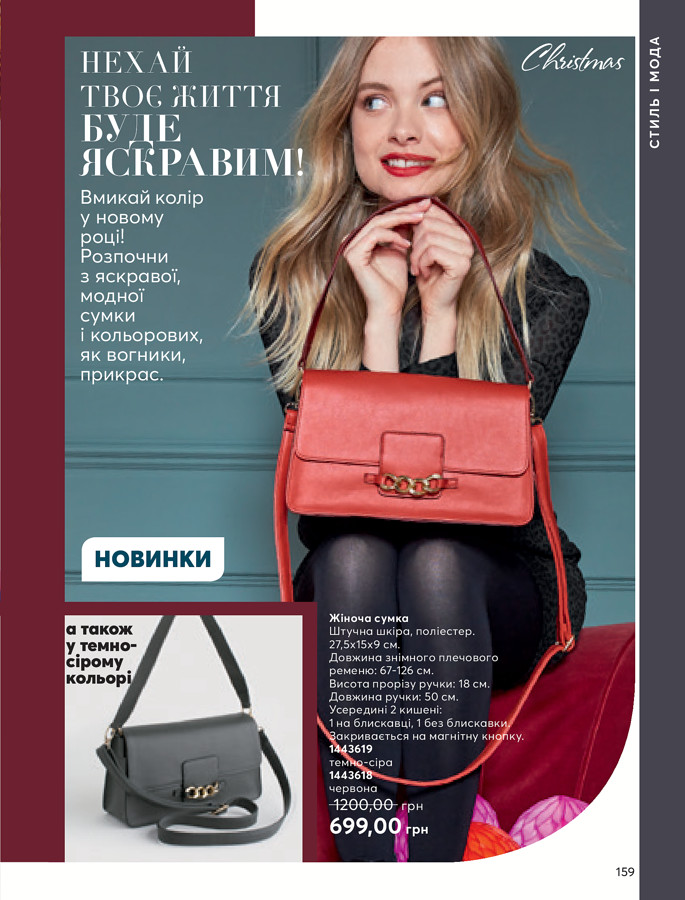 Christmas
СТИЛЬ І МОДА
НЕХАЙ
ТВОЄ ЖИТТЯ
БУДЕ
ЯСКРАВИМ!
Вмикай колір
у новому
році!
Розпочни
з яскравої,
модної
сумки
і кольорових,
як вогники,
прикрас.
НОВИНКИ
а також
у темно-
сірому
кольорі
Жіноча сумка
Штучна шкіра, поліестер.
27,5х15х9 см.
Довжина знімного плечового
ременю: 67-126 см.
Висота прорізу ручки: 18 см.
Довжина ручки: 50 см.
Усередині 2 кишені:
1 на блискавці, 1 без блискавки.
Закривається на магнітну кнопку.
1443619
темно-сіра
1443618
червона
1200,00 грн
699,00 грн
159